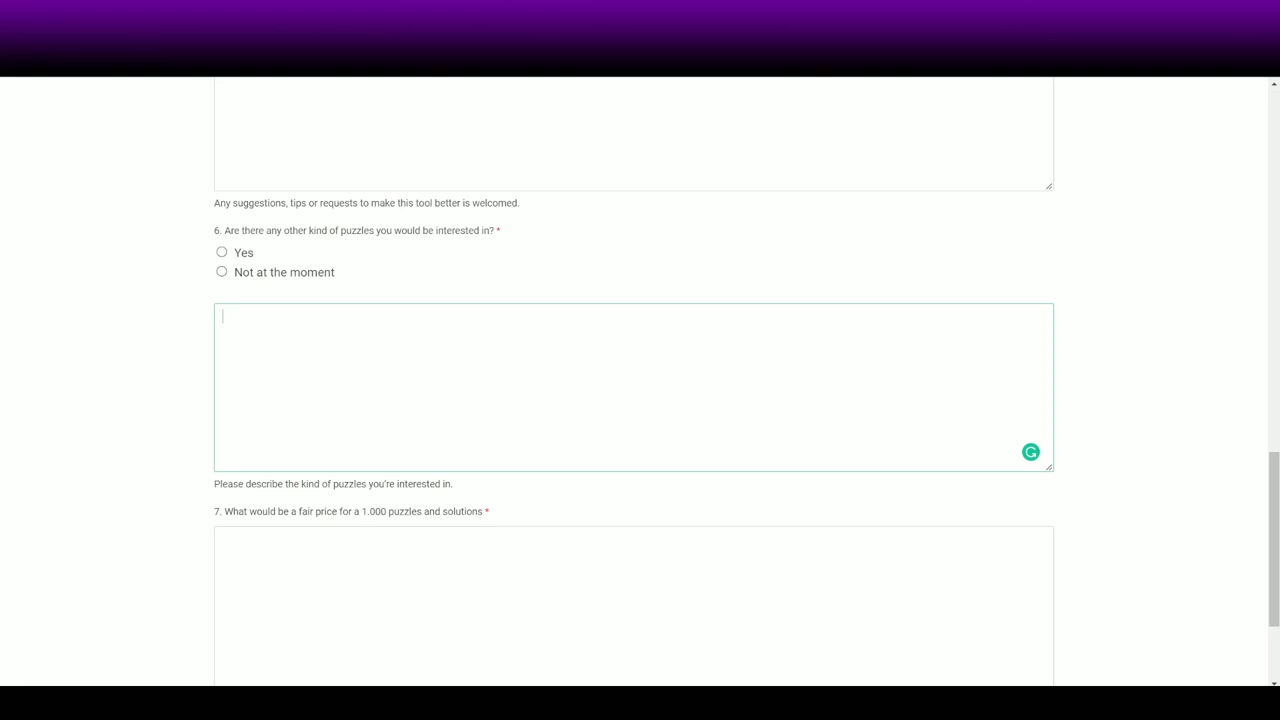 Any suggestions, tips or requests to make this tool better is welcomed.
6. Are there any other kind of puzzles you would be interested in? *
Yes
Not at the moment
Please describe the kind of puzzles you're interested in.
7. What would be a fair price for a 1.000 puzzles and solutions *